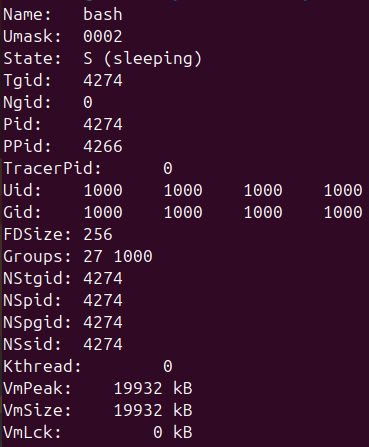 Name:   bash
Umask:  0002
State:  S (sleeping)
Tgid:   4274
Ngid:   0
Pid:    4274
PPid:   4266
TracerPid:      0
Uid:    1000    1000    1000    1000
Gid:    1000    1000    1000    1000
FDSize: 256
Groups: 27 1000
NStgid: 4274
NSpid:  4274
NSpgid: 4274
NSsid:  4274
Kthread:        0
VmPeak:    19932 kB
VmSize:    19932 kB
VmLck:         0 kB